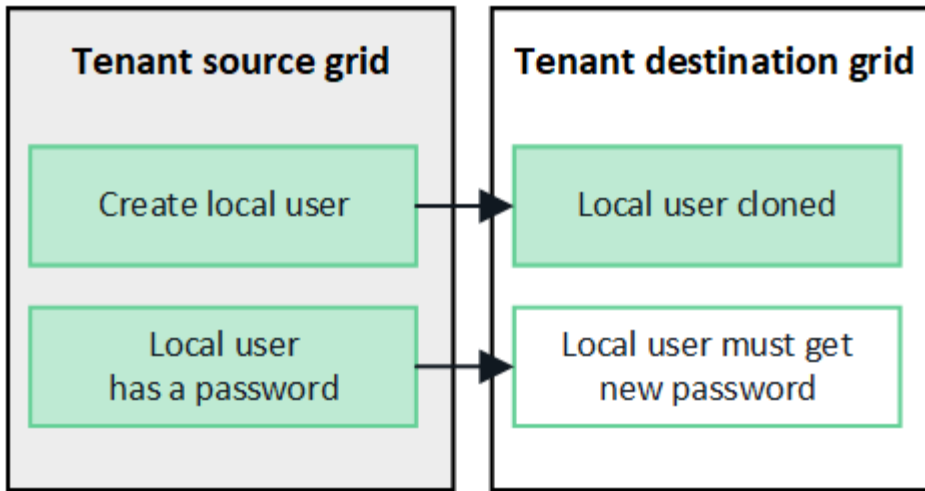 Tenant source grid
Create local user
Local user
has a password
Tenant destination grid
Local user cloned
Local user must get
new password